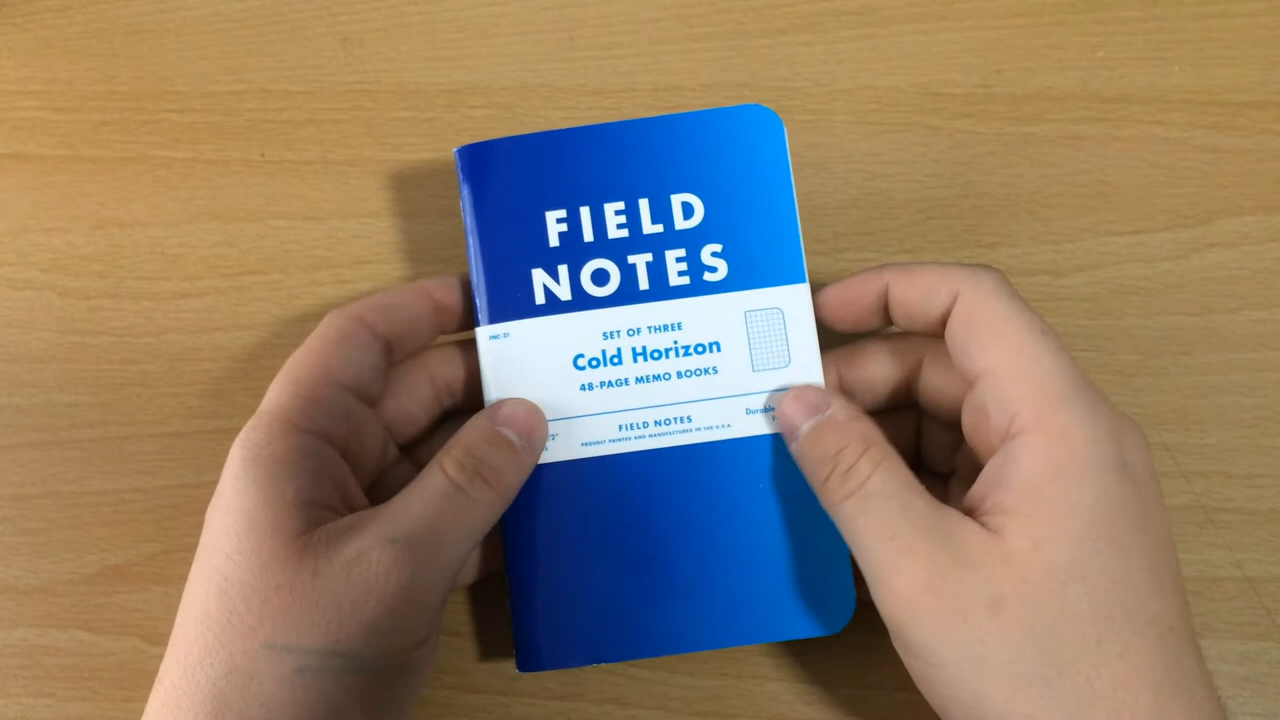 FIELD
NOTES
FNC-21
SET OF THREE
Cold Horizon
48-PAGE MEMO BOOKS
FIELD NOTES
PROUDLY PRINTED AND MANUFACTURED IN THE U.S.A.
Durable